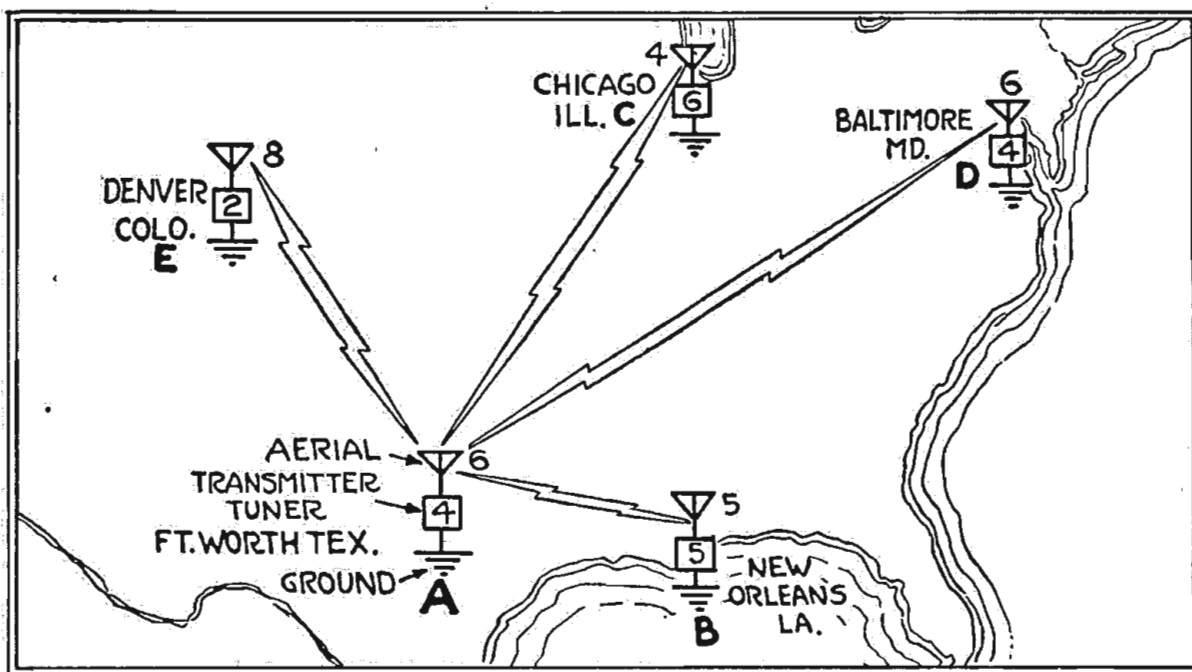 4
CHICAGO
ILL. C
6
6
BALTIMORE
MD.
4
D
8
DENVER
2
COLO.
E
AERIAL
6
TRANSMITTER
TUNER
4
FT. WORTH TEX.
GROUND
A
5
5
NEW
ORLEANS
LA.
B